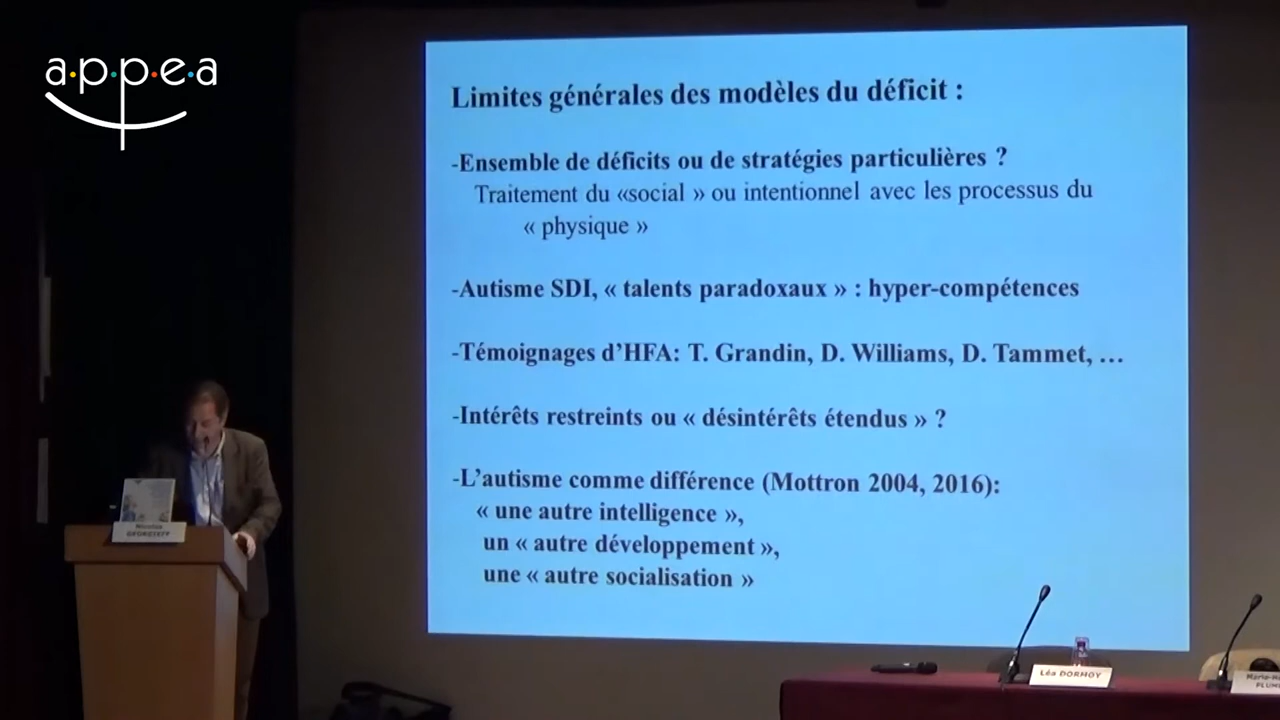 a·p·p·e·a
Limites générales des modèles du déficit :
-Ensemble de déficits ou de stratégies particulières ?
Traitement du «social » ou intentionnel avec les processus du
« physique »
-Autisme SDI, « talents paradoxaux » : hyper-compétences
-Témoignages d’HFA: T. Grandin, D. Williams, D. Tammet, …
-Intérêts restreints ou « désintérêts étendus » ?
-L’autisme comme différence (Mottron 2004, 2016):
« une autre intelligence »,
un « autre développement »,
une « autre socialisation »
Nicolas
GEORGIEFF
Léa DORMOY